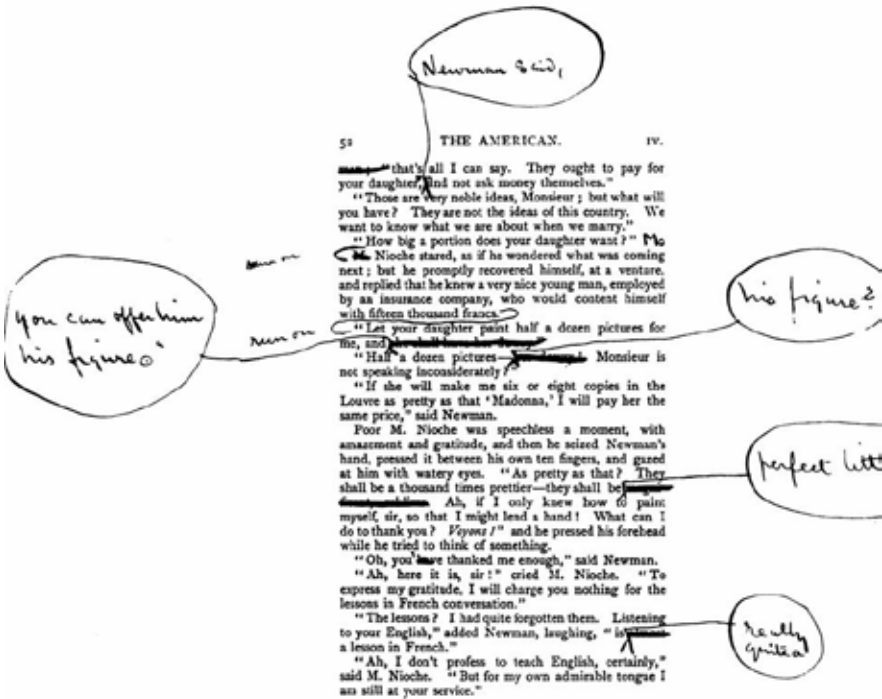 Newman said,
52 THE AMERICAN. IV.
"that's all I can say. They ought to pay for
your daughter, and not ask money themselves."
"Those are very noble ideas, Monsieur; but what will
you have? They are not the ideas of this country. We
want to know what we are about when we marry."
"How big a portion does your daughter want?" Mo
M. Nioche stared, as if he wondered what was coming
next; but he promptly recovered himself, at a venture,
and replied that he knew a very nice young man, employed
by an insurance company, who would content himself
with fifteen thousand francs.
run on
run on
you can offer him
his figure."
"Let your daughter paint half a dozen pictures for
me, and
his figure?
"Half a dozen pictures— Monsieur is
not speaking inconsiderately?"
"If she will make me six or eight copies in the
Louvre as pretty as that 'Madonna,' I will pay her the
same price," said Newman.
Poor M. Nioche was speechless a moment, with
amazement and gratitude, and then he seized Newman's
hand, pressed it between his own ten fingers, and gazed
at him with watery eyes. "As pretty as that? They
shall be a thousand times prettier—they shall be
perfect litt
Ah, if I only knew how to paint
myself, sir, so that I might lend a hand! What can I
do to thank you? Voyons!" and he pressed his forehead
while he tried to think of something.
"Oh, you have thanked me enough," said Newman.
"Ah, here it is, sir!" cried M. Nioche. "To
express my gratitude, I will charge you nothing for the
lessons in French conversation."
"The lessons? I had quite forgotten them. Listening
to your English," added Newman, laughing, "is almost
really
quite a
a lesson in French."
"Ah, I don't profess to teach English, certainly,"
said M. Nioche. "But for my own admirable tongue I
am still at your service."